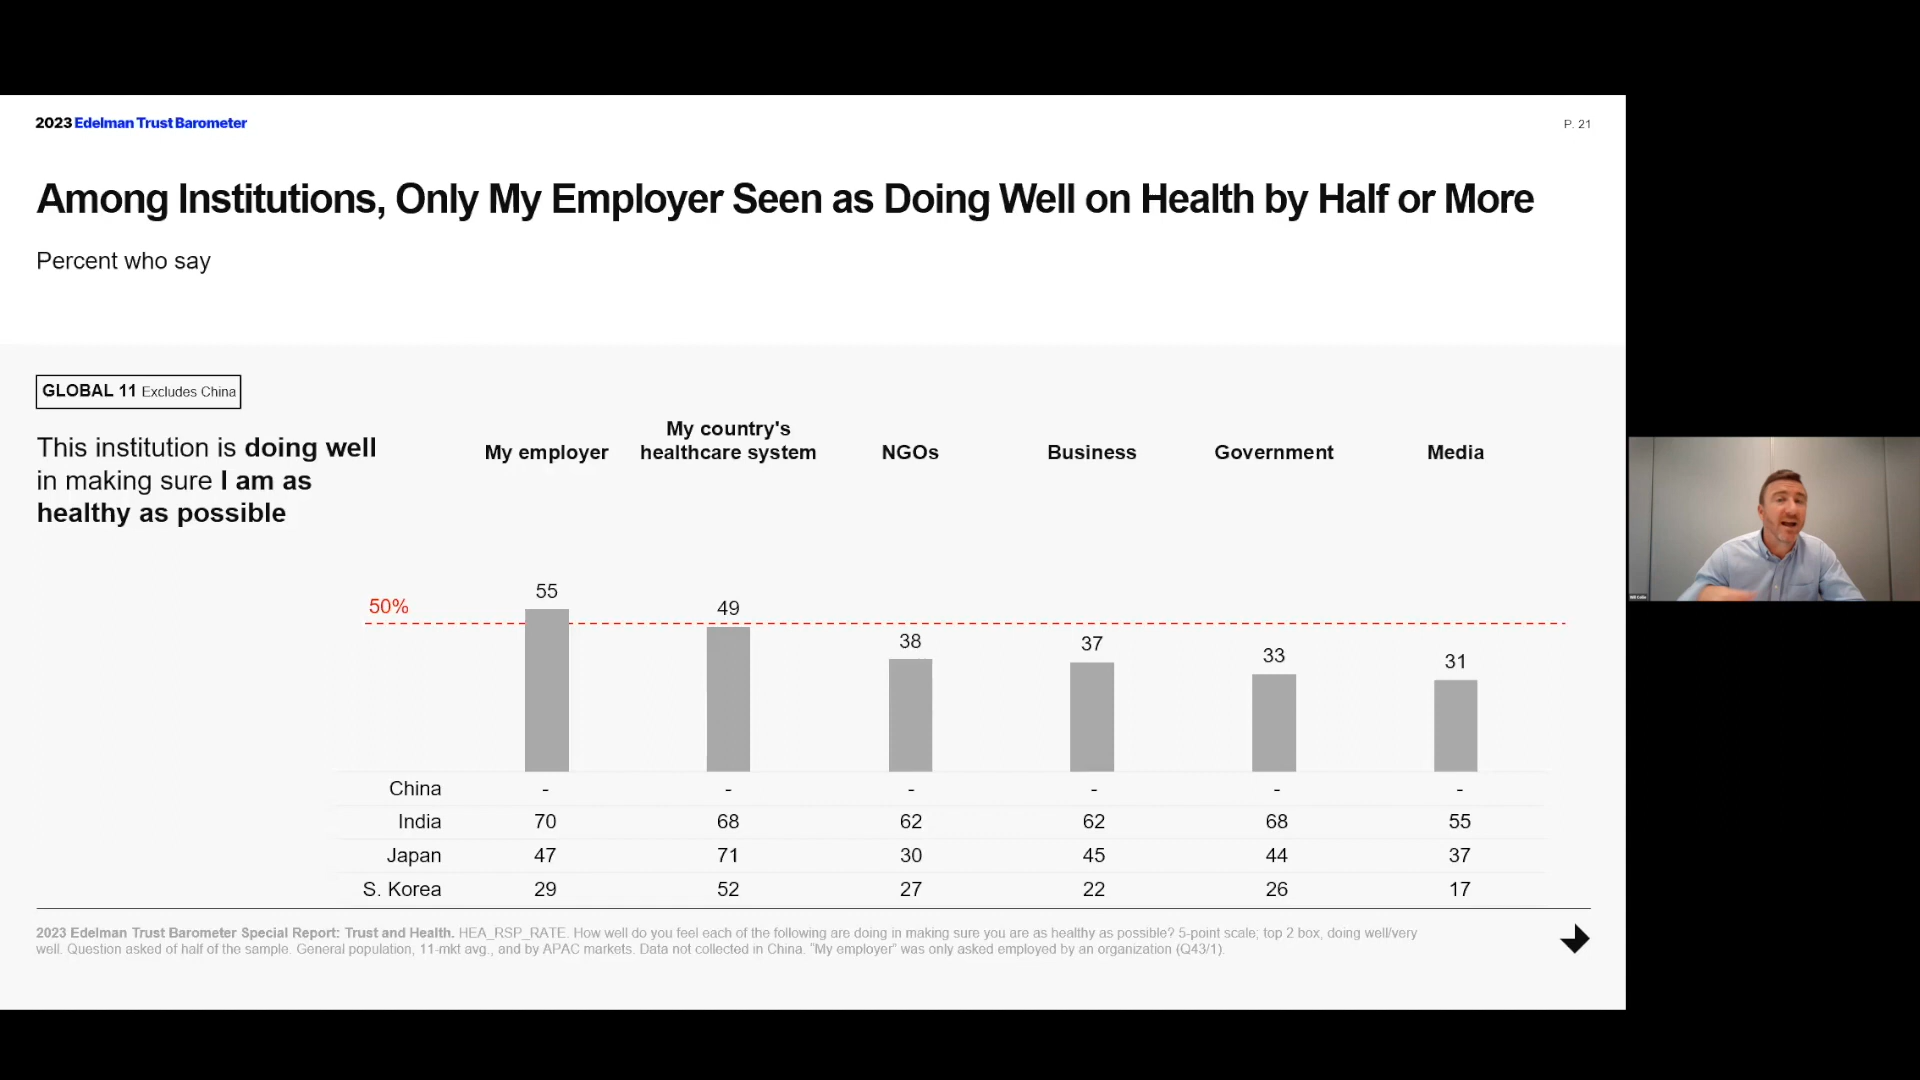 2023 Edelman Trust Barometer
P. 21
Among Institutions, Only My Employer Seen as Doing Well on Health by Half or More
Percent who say
GLOBAL 11 Excludes China
This institution is doing well
in making sure I am as
healthy as possible
My employer
My country's
healthcare system
NGOs
Business
Government
Media
50%
55
49
38
37
33
31
China - - - - - -
India 70 68 62 62 68 55
Japan 47 71 30 45 44 37
S. Korea 29 52 27 22 26 17
2023 Edelman Trust Barometer Special Report: Trust and Health. HEA_RSP_RATE. How well do you feel each of the following are doing in making sure you are as healthy as possible? 5-point scale; top 2 box, doing well/very
well. Question asked of half of the sample. General population, 11-mkt avg., and by APAC markets. Data not collected in China. "My employer" was only asked employed by an organization (Q43/1).